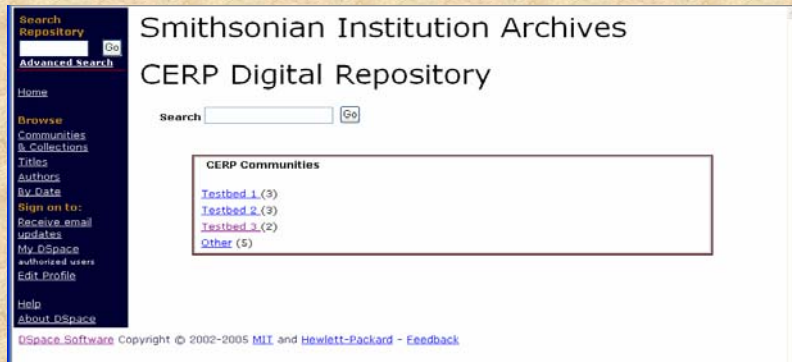 Search
Repository
Go
Advanced Search
Home
Browse
Communities
& Collections
Titles
Authors
By Date
Sign on to:
Receive email
updates
My DSpace
authorized users
Edit Profile
Help
About DSpace
Smithsonian Institution Archives
CERP Digital Repository
Search Go
CERP Communities
Testbed 1 (3)
Testbed 2 (3)
Testbed 3 (2)
Other (5)
DSpace Software Copyright © 2002-2005 MIT and Hewlett-Packard - Feedback